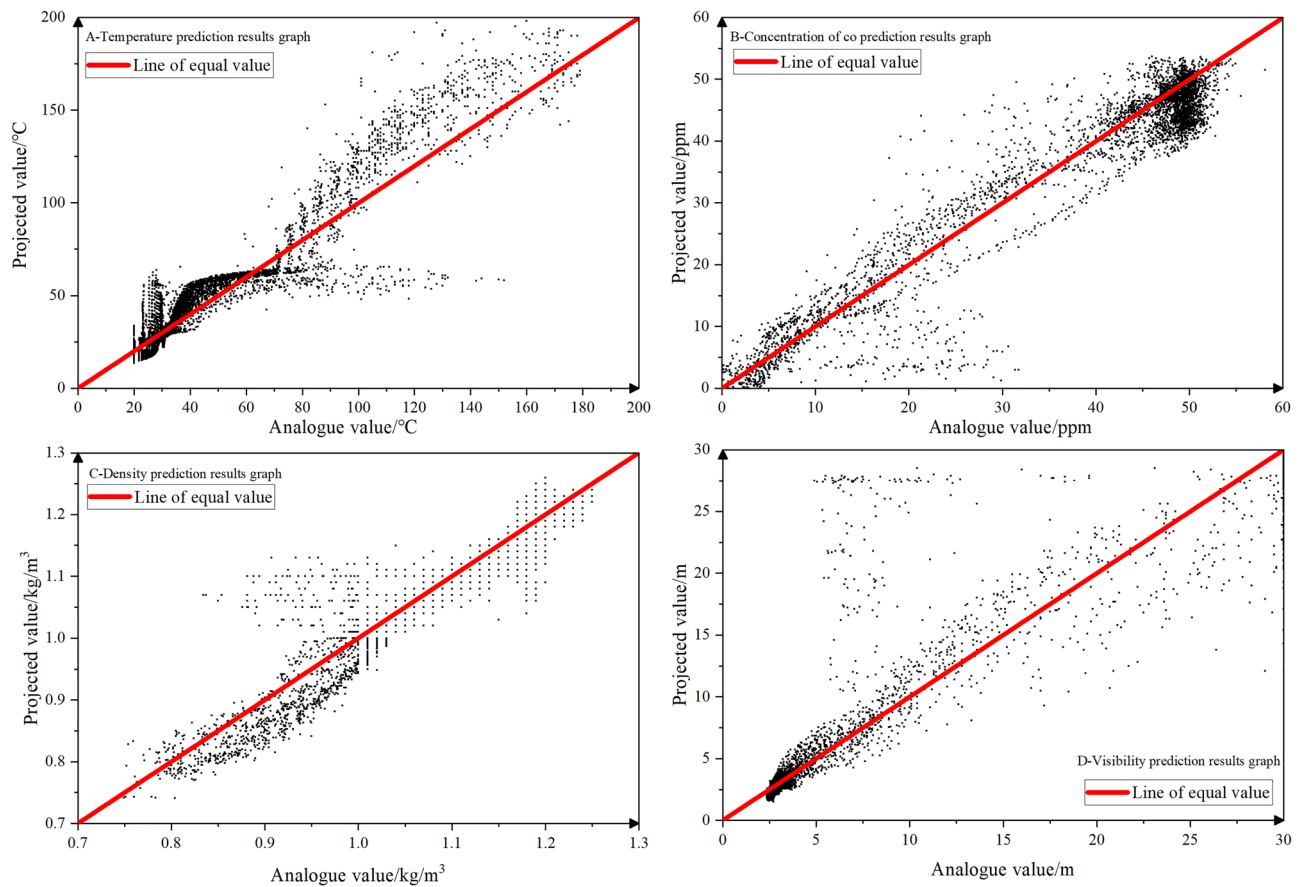 A-Temperature prediction results graph
Line of equal value
Projected value/°C
200
150
100
50
0
0 20 40 60 80 100 120 140 160 180 200
Analogue value/°C
B-Concentration of co prediction results graph
Line of equal value
Projected value/ppm
60
50
40
30
20
10
0
0 10 20 30 40 50 60
Analogue value/ppm
C-Density prediction results graph
Line of equal value
Projected value/kg/m³
1.3
1.2
1.1
1.0
0.9
0.8
0.7
0.7 0.8 0.9 1.0 1.1 1.2 1.3
Analogue value/kg/m³
D-Visibility prediction results graph
Line of equal value
Projected value/m
30
25
20
15
10
5
0
0 5 10 15 20 25 30
Analogue value/m